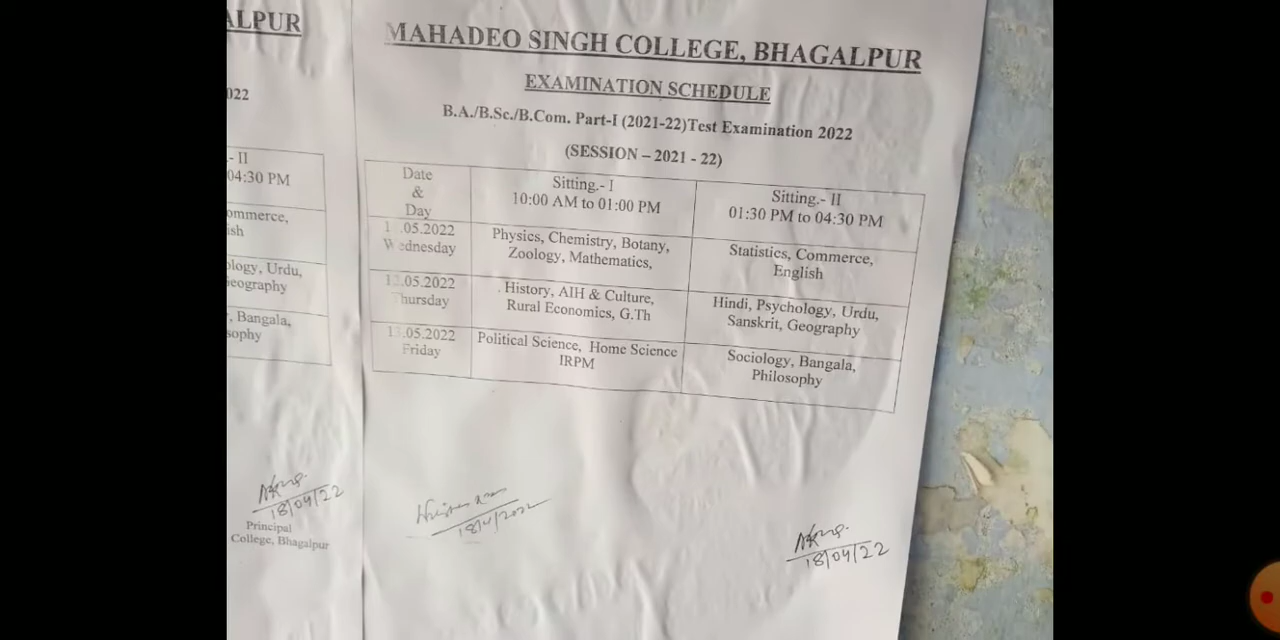 ALPUR
022
.- II
04:30 PM
ommerce,
ish
ology, Urdu,
eography
, Bangala,
sophy
18/04/22
Principal
College, Bhagalpur
MAHADEO SINGH COLLEGE, BHAGALPUR
EXAMINATION SCHEDULE
B.A./B.Sc./B.Com. Part-I (2021-22)Test Examination 2022
(SESSION – 2021 - 22)
Date
&
Day
Sitting.- I
10:00 AM to 01:00 PM
Sitting.- II
01:30 PM to 04:30 PM
.05.2022
Wednesday
Physics, Chemistry, Botany,
Zoology, Mathematics,
Statistics, Commerce,
English
.05.2022
Thursday
History, AIH & Culture,
Rural Economics, G.Th
Hindi, Psychology, Urdu,
Sanskrit, Geography
13.05.2022
Friday
Political Science, Home Science
IRPM
Sociology, Bangala,
Philosophy
18/4/2022
18/04/22